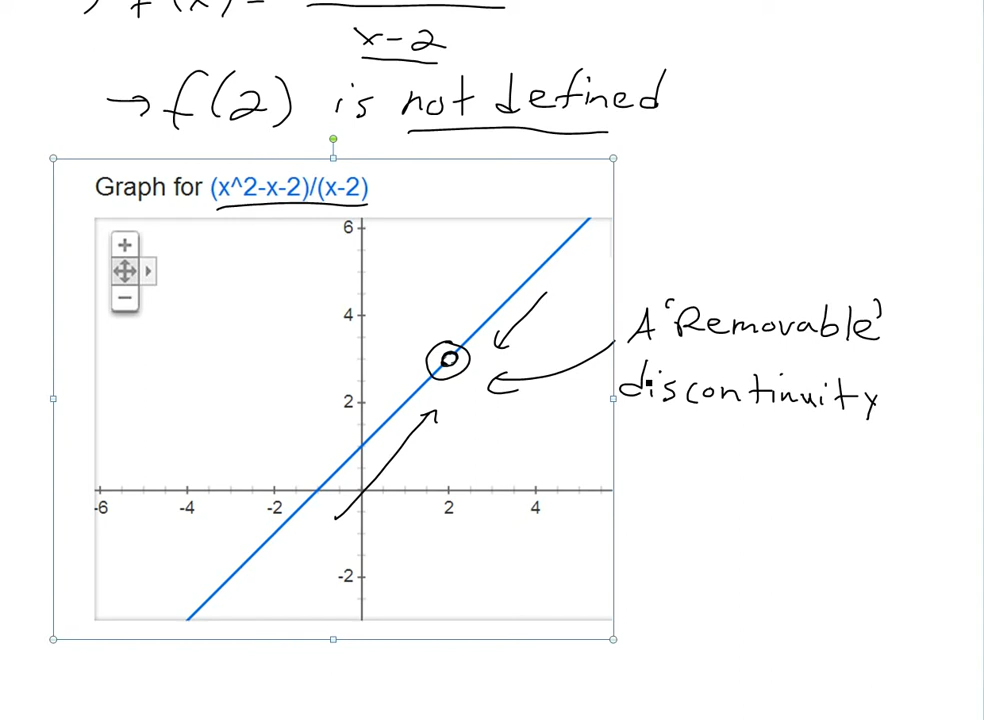 → f(x) =
x-2
→ f(2) is not defined
Graph for (x^2-x-2)/(x-2)
6
4
A 'Removable'
discontinuity
2
-6 -4 -2 2 4
-2